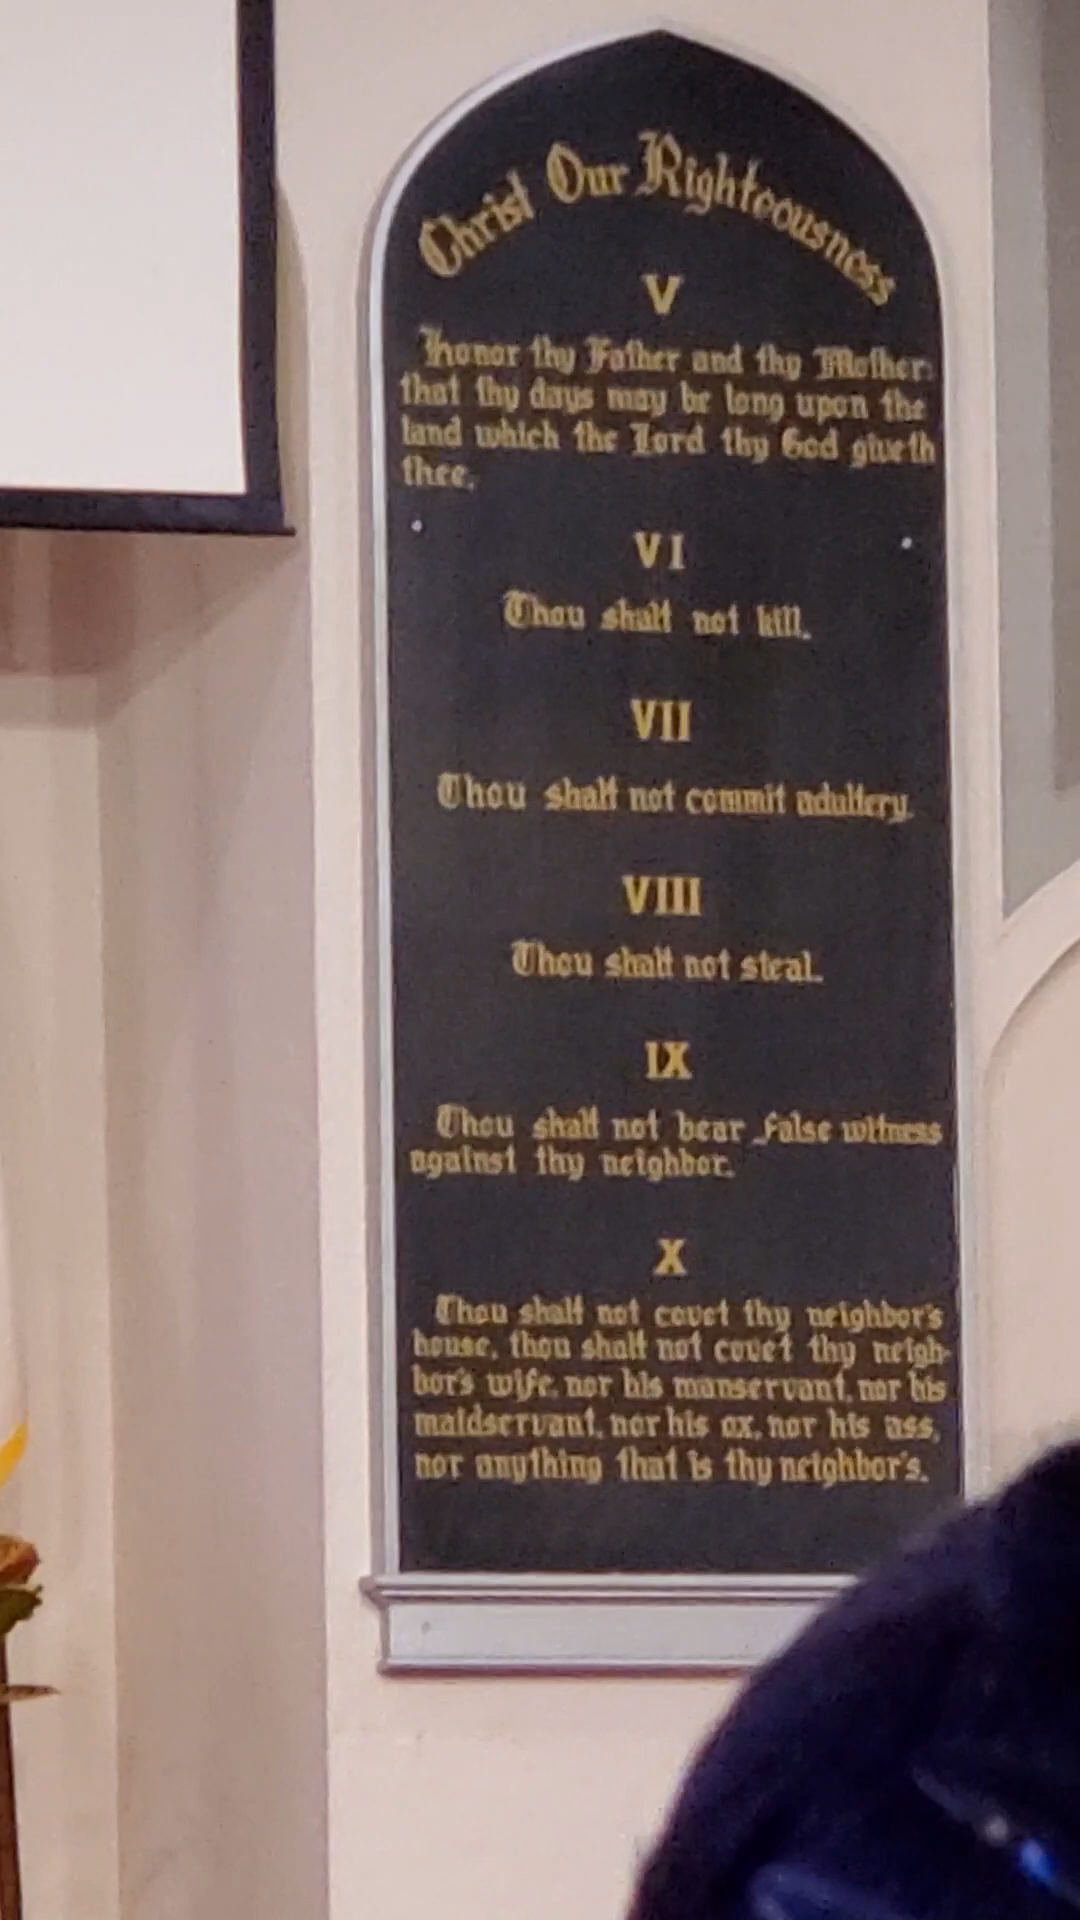 Christ Our Righteousness
V
Honor thy Father and thy Mother:
that thy days may be long upon the
land which the Lord thy God giveth
thee.
VI
Thou shalt not kill.
VII
Thou shalt not commit adultery.
VIII
Thou shalt not steal.
IX
Thou shalt not bear false witness
against thy neighbor.
X
Thou shalt not covet thy neighbor's
house, thou shalt not covet thy neigh-
bor's wife, nor his manservant, nor his
maidservant, nor his ox, nor his ass,
nor anything that is thy neighbor's.